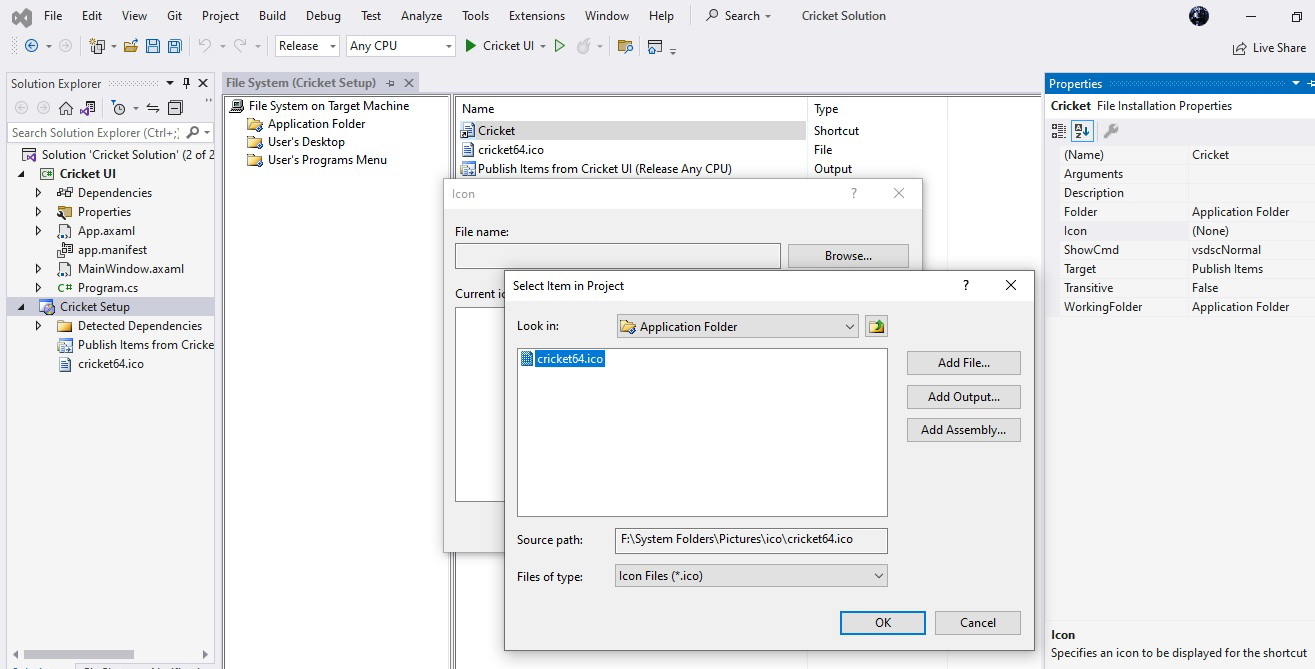 File Edit View Git Project Build Debug Test Analyze Tools Extensions Window Help Search Cricket Solution
Release Any CPU Cricket UI Live Share
Solution Explorer
Search Solution Explorer (Ctrl+;)
Solution 'Cricket Solution' (2 of 2
Cricket UI
Dependencies
Properties
App.axaml
app.manifest
MainWindow.axaml
Program.cs
Cricket Setup
Detected Dependencies
Publish Items from Cricke
cricket64.ico
File System (Cricket Setup)
File System on Target Machine
Application Folder
User's Desktop
User's Programs Menu
Name Type
Cricket Shortcut
cricket64.ico File
Publish Items from Cricket UI (Release Any CPU) Output
Icon ?
File name:
Browse...
Current ic
Select Item in Project ?
Look in: Application Folder
cricket64.ico
Add File...
Add Output...
Add Assembly...
Source path: F:\System Folders\Pictures\ico\cricket64.ico
Files of type: Icon Files (*.ico)
OK Cancel
Properties
Cricket File Installation Properties
(Name) Cricket
Arguments
Description
Folder Application Folder
Icon (None)
ShowCmd vsdscNormal
Target Publish Items
Transitive False
WorkingFolder Application Folder
Icon
Specifies an icon to be displayed for the shortcut